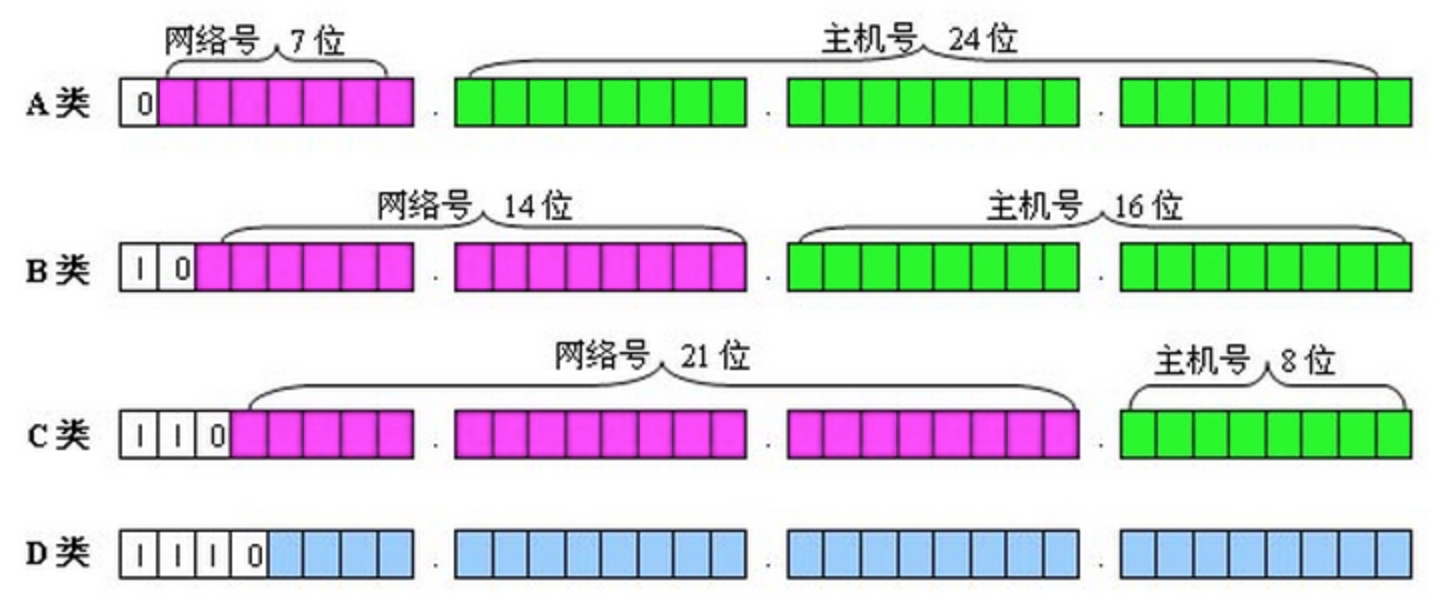 网络号 7 位 主机号 24 位
A 类 0 . . .
网络号 14 位 主机号 16 位
B 类 1 0 . . .
网络号 21 位 主机号 8 位
C 类 1 1 0 . . .
D 类 1 1 1 0 . . .